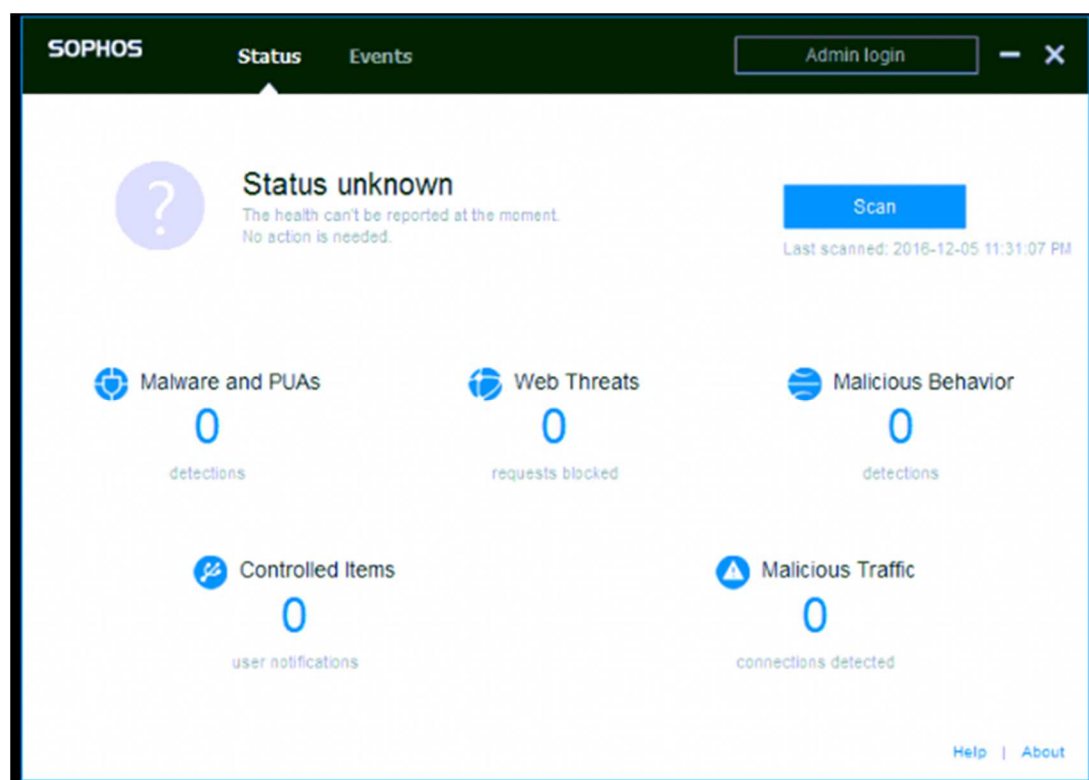 SOPHOS
Status Events Admin login
Status unknown
The health can't be reported at the moment.
No action is needed.
Scan
Last scanned: 2016-12-05 11:31:07 PM
Malware and PUAs
0
detections
Web Threats
0
requests blocked
Malicious Behavior
0
detections
Controlled Items
0
user notifications
Malicious Traffic
0
connections detected
Help | About